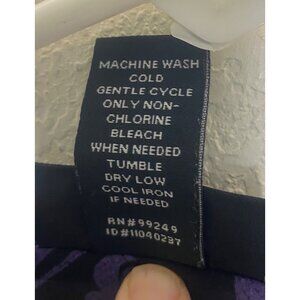 MACHINE WASH
COLD
GENTLE CYCLE
ONLY NON-
CHLORINE
BLEACH
WHEN NEEDED
TUMBLE
DRY LOW
COOL IRON
IF NEEDED
RN#99249
ID#11040237